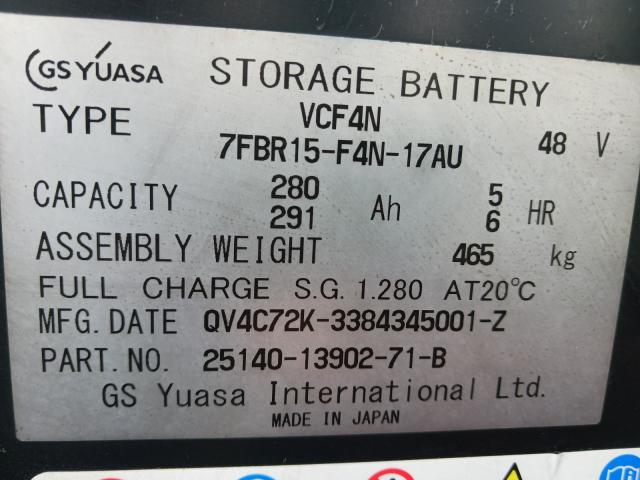 GS YUASA STORAGE BATTERY
TYPE VCF4N
7FBR15-F4N-17AU 48 V
CAPACITY 280 Ah 5 HR
291 6
ASSEMBLY WEIGHT 465 kg
FULL CHARGE S.G. 1.280 AT20℃
MFG. DATE QV4C72K-3384345001-Z
PART. NO. 25140-13902-71-B
GS Yuasa International Ltd.
MADE IN JAPAN